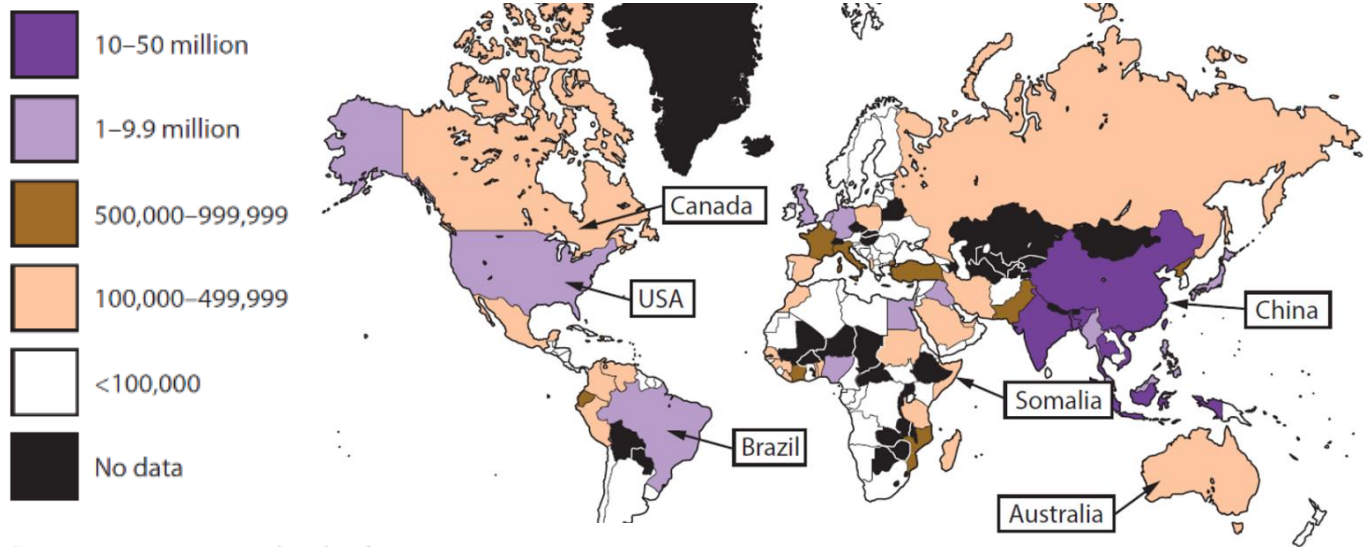 10–50 million
1–9.9 million
500,000–999,999
100,000–499,999
<100,000
No data
Canada
USA
China
Somalia
Brazil
Australia